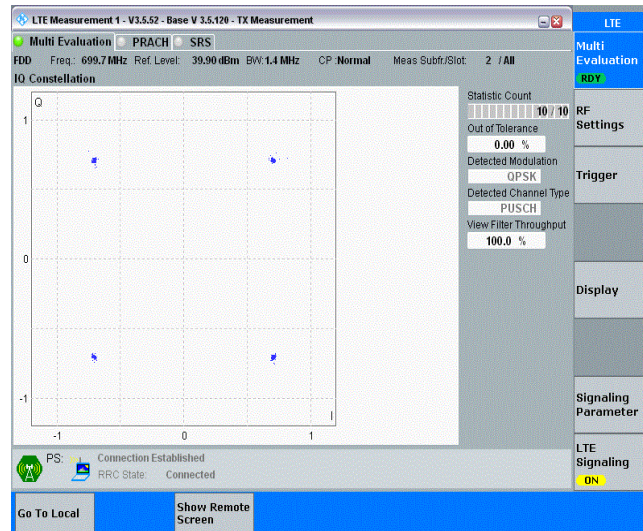 LTE Measurement 1 - V3.5.52 - Base V 3.5.120 - TX Measurement
LTE
Multi Evaluation PRACH SRS
Multi
Evaluation
RDY
FDD Freq.: 699.7 MHz Ref. Level: 39.90 dBm BW: 1.4 MHz CP :Normal Meas Subfr./Slot: 2 / All
IQ Constellation
Statistic Count
10 / 10
Out of Tolerance
0.00 %
Detected Modulation
QPSK
Detected Channel Type
PUSCH
View Filter Throughput
100.0 %
Q
1
0
-1
I
-1 0 1
RF
Settings
Trigger
Display
Signaling
Parameter
LTE
Signaling
ON
PS: Connection Established
RRC State: Connected
Go To Local
Show Remote
Screen